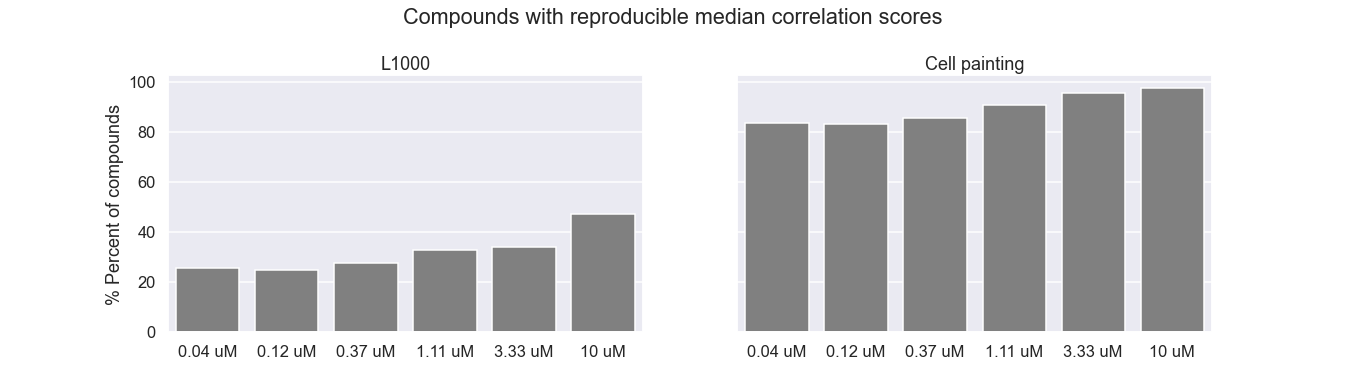 Compounds with reproducible median correlation scores
L1000
Cell painting
% Percent of compounds
100
80
60
40
20
0
0.04 uM 0.12 uM 0.37 uM 1.11 uM 3.33 uM 10 uM
0.04 uM 0.12 uM 0.37 uM 1.11 uM 3.33 uM 10 uM